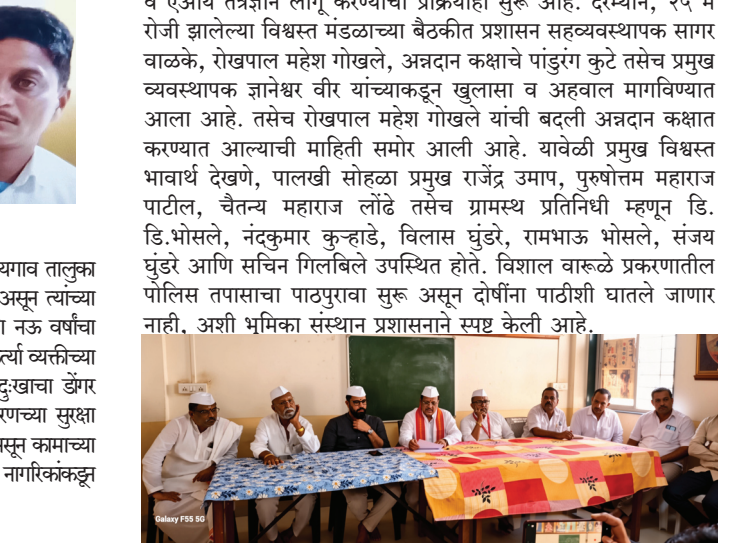 व एआय तंत्रज्ञान लागू करण्याची प्रक्रियाही सुरू आहे. दरम्यान, २५ मे
रोजी झालेल्या विश्वस्त मंडळाच्या बैठकीत प्रशासन सहव्यवस्थापक सागर
वाळके, रोखपाल महेश गोखले, अन्नदान कक्षाचे पांडुरंग कुटे तसेच प्रमुख
व्यवस्थापक ज्ञानेश्वर वीर यांच्याकडून खुलासा व अहवाल मागविण्यात
आला आहे. तसेच रोखपाल महेश गोखले यांची बदली अन्नदान कक्षात
करण्यात आल्याची माहिती समोर आली आहे. यावेळी प्रमुख विश्वस्त
भावार्थ देखणे, पालखी सोहळा प्रमुख राजेंद्र उमाप, पुरुषोत्तम महाराज
पाटील, चैतन्य महाराज लोंढे तसेच ग्रामस्थ प्रतिनिधी म्हणून डि.
डि.भोसले, नंदकुमार कुऱ्हाडे, विलास घुंडरे, रामभाऊ भोसले, संजय
घुंडरे आणि सचिन गिलबिले उपस्थित होते. विशाल वारूळे प्रकरणातील
पोलिस तपासाचा पाठपुरावा सुरू असून दोषींना पाठीशी घातले जाणार
नाही, अशी भूमिका संस्थान प्रशासनाने स्पष्ट केली आहे.
यगाव तालुका
असून त्यांच्या
नऊ वर्षांचा
र्त्या व्यक्तीच्या
दुःखाचा डोंगर
रणच्या सुरक्षा
सून कामाच्या
नागरिकांकडून
Galaxy F55 5G